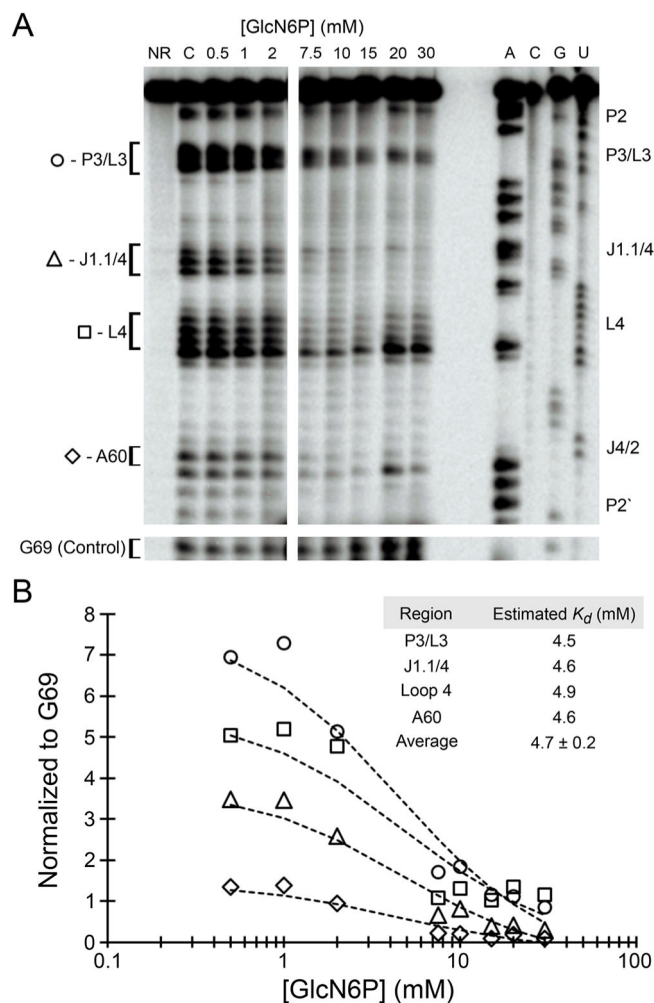 A
[GlcN6P] (mM)
NR C 0.5 1 2 7.5 10 15 20 30 A C G U
P2
- P3/L3 P3/L3
- J1.1/4 J1.1/4
- L4 L4
- A60 J4/2
P2`
G69 (Control)
B
Region Estimated Kd (mM)
P3/L3 4.5
J1.1/4 4.6
Loop 4 4.9
A60 4.6
Average 4.7 ± 0.2
Normalized to G69
8
7
6
5
4
3
2
1
0
0.1 1 10 100
[GlcN6P] (mM)